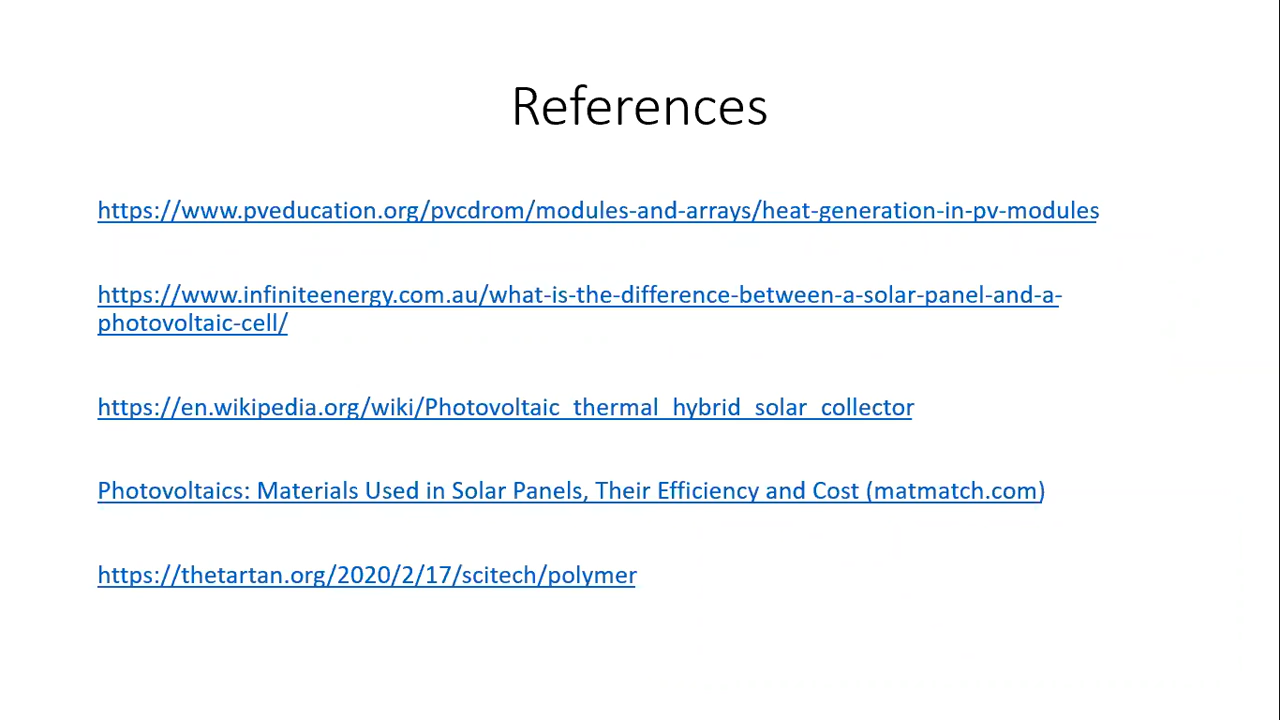 References
https://www.pveducation.org/pvcdrom/modules-and-arrays/heat-generation-in-pv-modules
https://www.infiniteenergy.com.au/what-is-the-difference-between-a-solar-panel-and-a-
photovoltaic-cell/
https://en.wikipedia.org/wiki/Photovoltaic_thermal_hybrid_solar_collector
Photovoltaics: Materials Used in Solar Panels, Their Efficiency and Cost (matmatch.com)
https://thetartan.org/2020/2/17/scitech/polymer